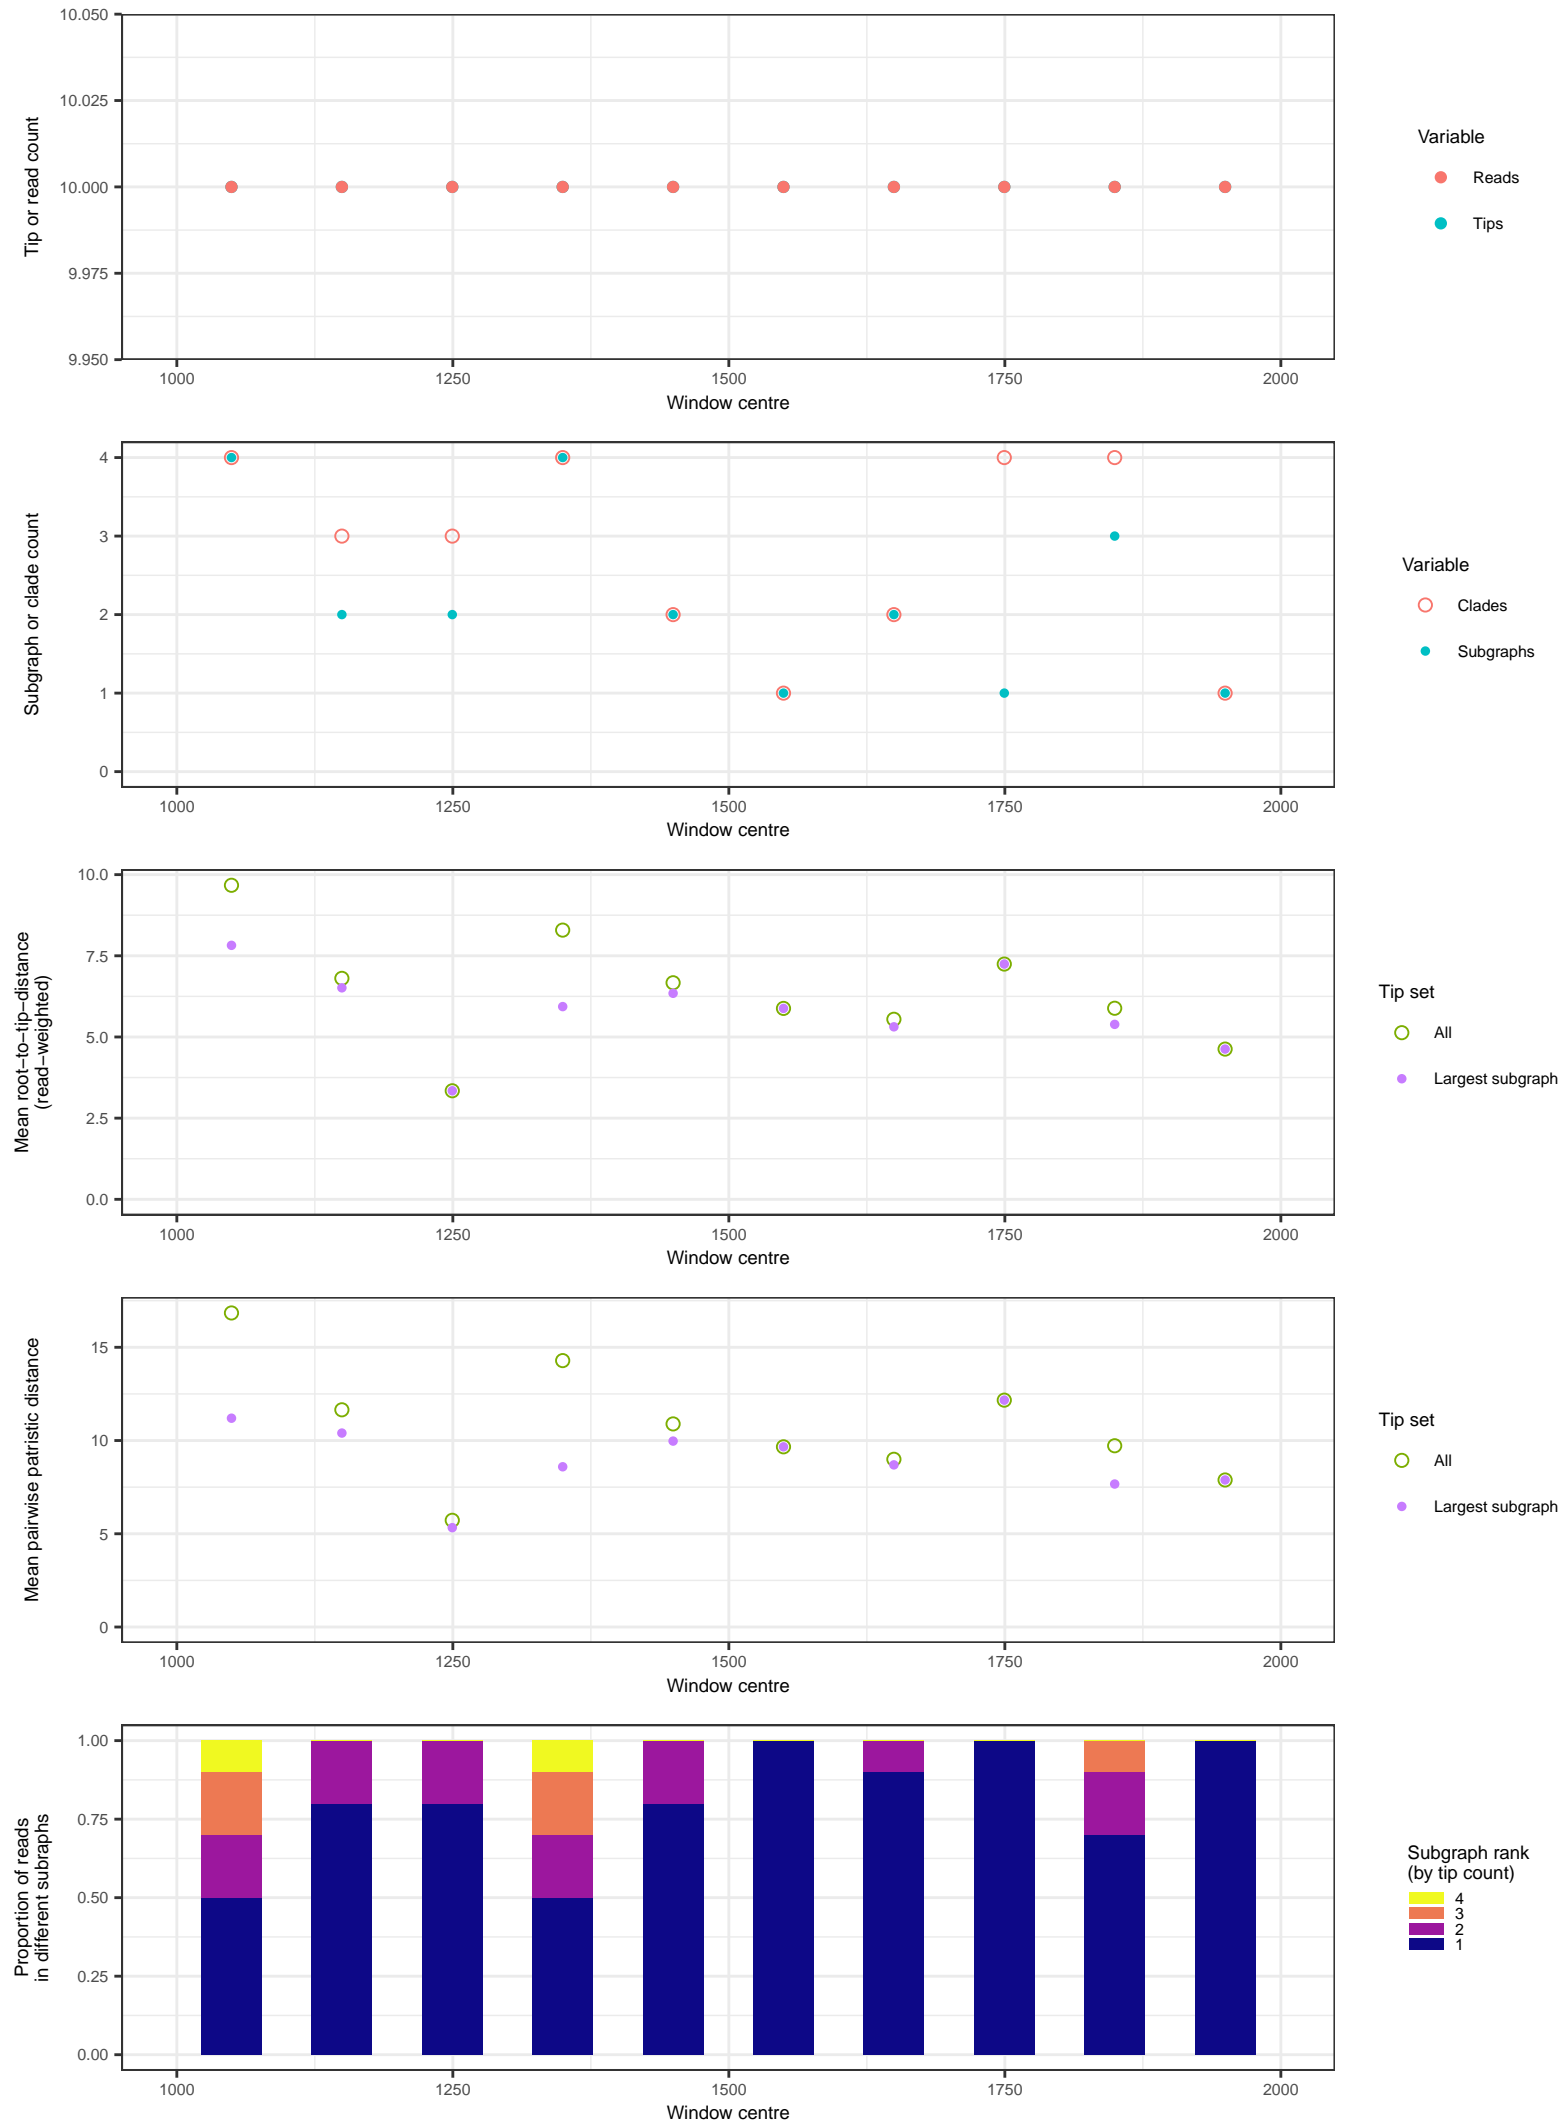 10.050
10.025
10.000
9.975
9.950
Tip or read count
1000 1250 1500 1750 2000
Window centre
Variable
Reads
Tips
4
3
2
1
0
Subgraph or clade count
1000 1250 1500 1750 2000
Window centre
Variable
Clades
Subgraphs
10.0
7.5
5.0
2.5
0.0
Mean root−to−tip−distance
(read−weighted)
1000 1250 1500 1750 2000
Window centre
Tip set
All
Largest subgraph
15
10
5
0
Mean pairwise patristic distance
1000 1250 1500 1750 2000
Window centre
Tip set
All
Largest subgraph
1.00
0.75
0.50
0.25
0.00
Proportion of reads
in different subraphs
1000 1250 1500 1750 2000
Window centre
Subgraph rank
(by tip count)
4
3
2
1